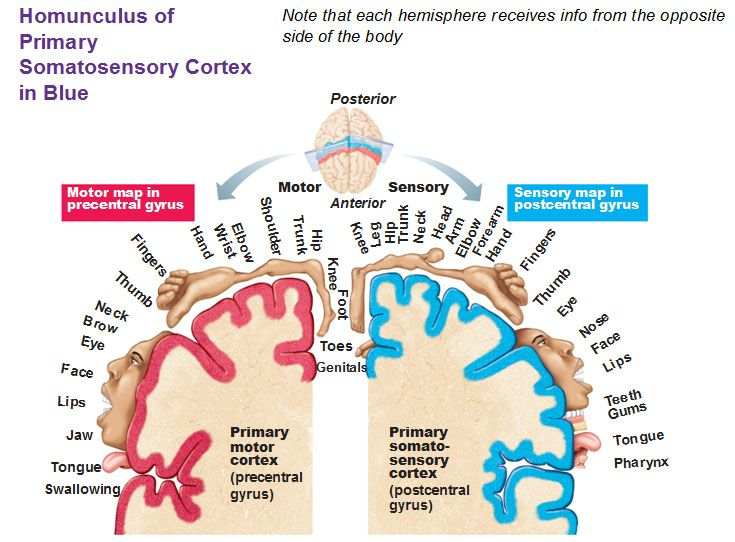 Homunculus of
Primary
Somatosensory Cortex
in Blue
Note that each hemisphere receives info from the opposite
side of the body
Posterior
Motor
Sensory
Anterior
Motor map in
precentral gyrus
Sensory map in
postcentral gyrus
Swallowing
Tongue
Jaw
Lips
Face
Eye
Brow
Neck
Thumb
Fingers
Hand
Wrist
Elbow
Shoulder
Trunk
Hip
Knee
Foot
Toes
Genitals
Knee
Leg
Hip
Trunk
Neck
Head
Arm
Elbow
Forearm
Hand
Fingers
Thumb
Eye
Nose
Face
Lips
Teeth
Gums
Tongue
Pharynx
Primary
motor
cortex
(precentral
gyrus)
Primary
somato-
sensory
cortex
(postcentral
gyrus)